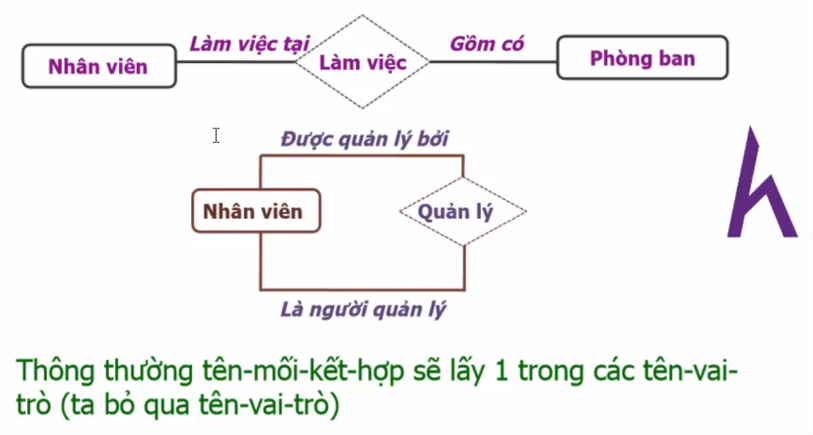 Làm việc tại
Gồm có
Nhân viên
Làm việc
Phòng ban
Được quản lý bởi
Nhân viên
Quản lý
Là người quản lý
Thông thường tên-mối-kết-hợp sẽ lấy 1 trong các tên-vai-
trò (ta bỏ qua tên-vai-trò)